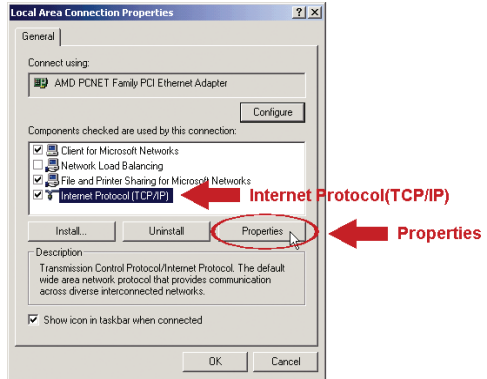 Local Area Connection Properties
General
Connect using:
AMD PCNET Family PCI Ethernet Adapter
Configure
Components checked are used by this connection:
Client for Microsoft Networks
Network Load Balancing
File and Printer Sharing for Microsoft Networks
Internet Protocol (TCP/IP)
Internet Protocol(TCP/IP)
Install...
Uninstall
Properties
Properties
Description
Transmission Control Protocol/Internet Protocol. The default
wide area network protocol that provides communication
across diverse interconnected networks.
Show icon in taskbar when connected
OK
Cancel